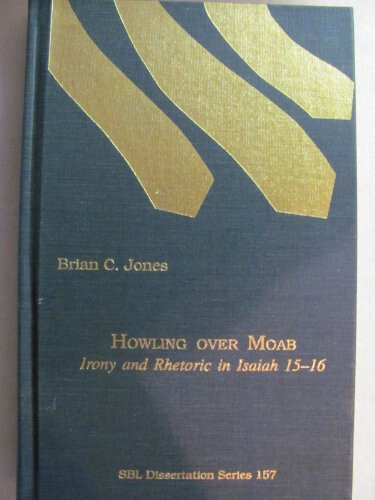 Brian C. Jones
HOWLING OVER MOAB
Irony and Rhetoric in Isaiah 15–16
SBL Dissertation Series 157